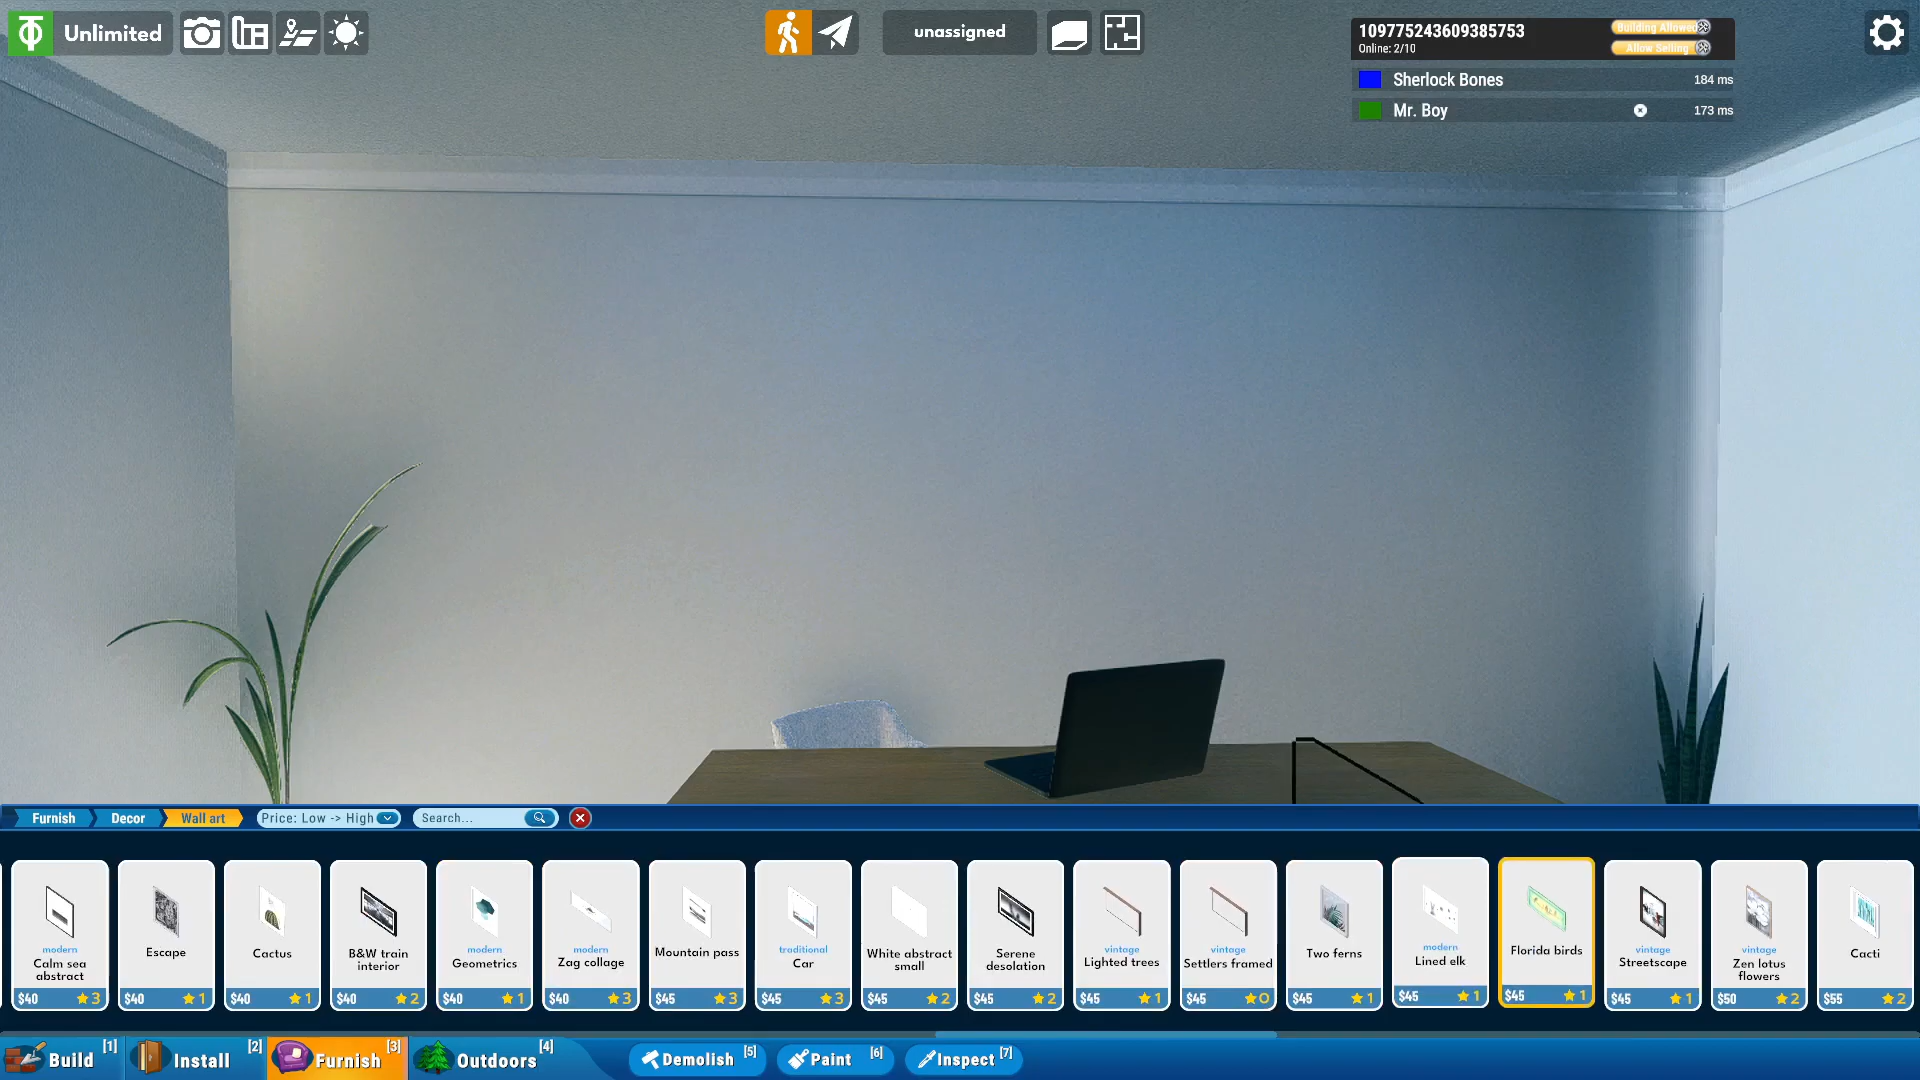 Unlimited
unassigned
109775243609385753
Online: 2/10
Building Allowed
Allow Selling
Sherlock Bones
184 ms
Mr. Boy
173 ms
Furnish
Decor
Wall art
Price: Low -> High
Search...
modern
Calm sea
abstract
$40
3
Escape
$40
1
Cactus
$40
1
B&W train
interior
$40
2
modern
Geometrics
$40
1
modern
Zag collage
$40
3
Mountain pass
$45
3
traditional
Car
$45
3
White abstract
small
$45
2
Serene
desolation
$45
2
vintage
Lighted trees
$45
1
vintage
Settlers framed
$45
0
Two ferns
$45
1
modern
Lined elk
$45
1
Florida birds
$45
1
vintage
Streetscape
$45
1
vintage
Zen lotus
flowers
$50
2
Cacti
$55
2
Build [1]
Install [2]
Furnish [3]
Outdoors [4]
Demolish [5]
Paint [6]
Inspect [7]